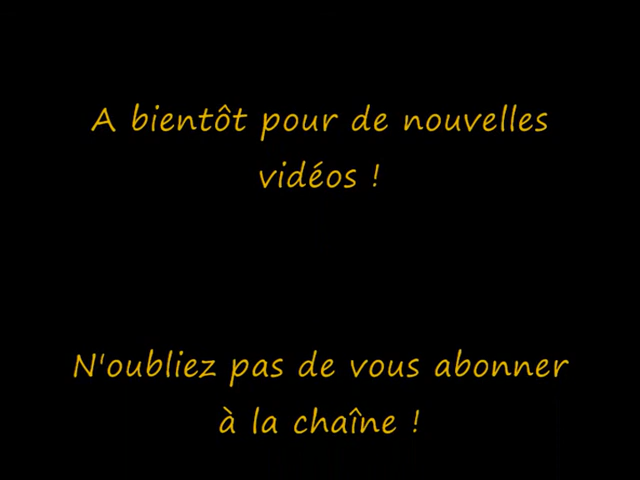 A bientôt pour de nouvelles
vidéos !
N'oubliez pas de vous abonner
à la chaîne !